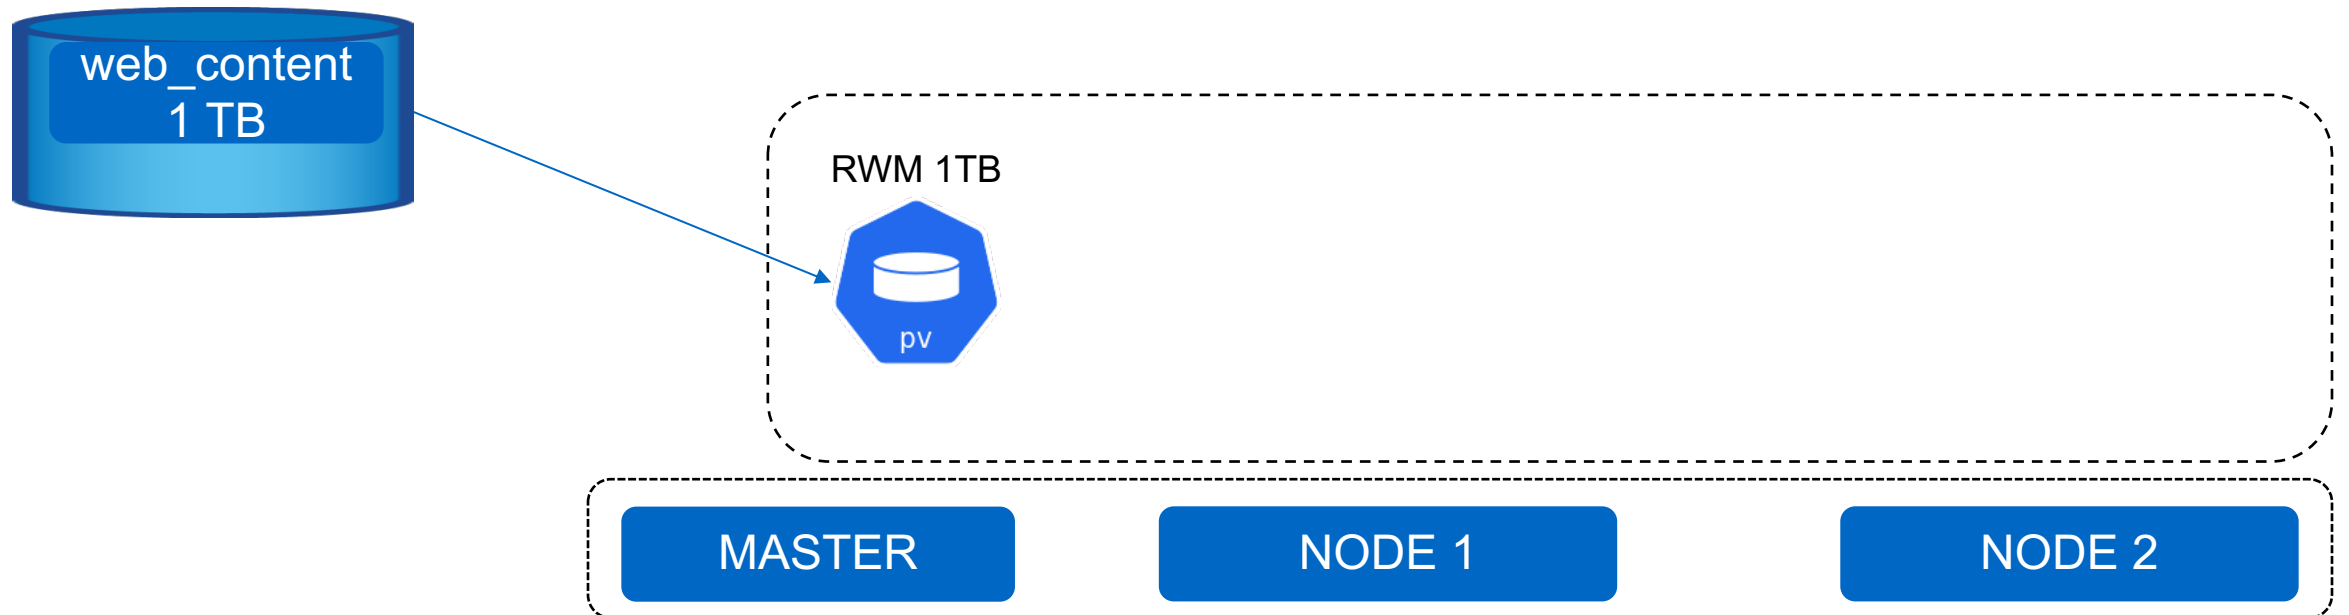 web_content
1 TB
RWM 1TB
pv
MASTER
NODE 1
NODE 2